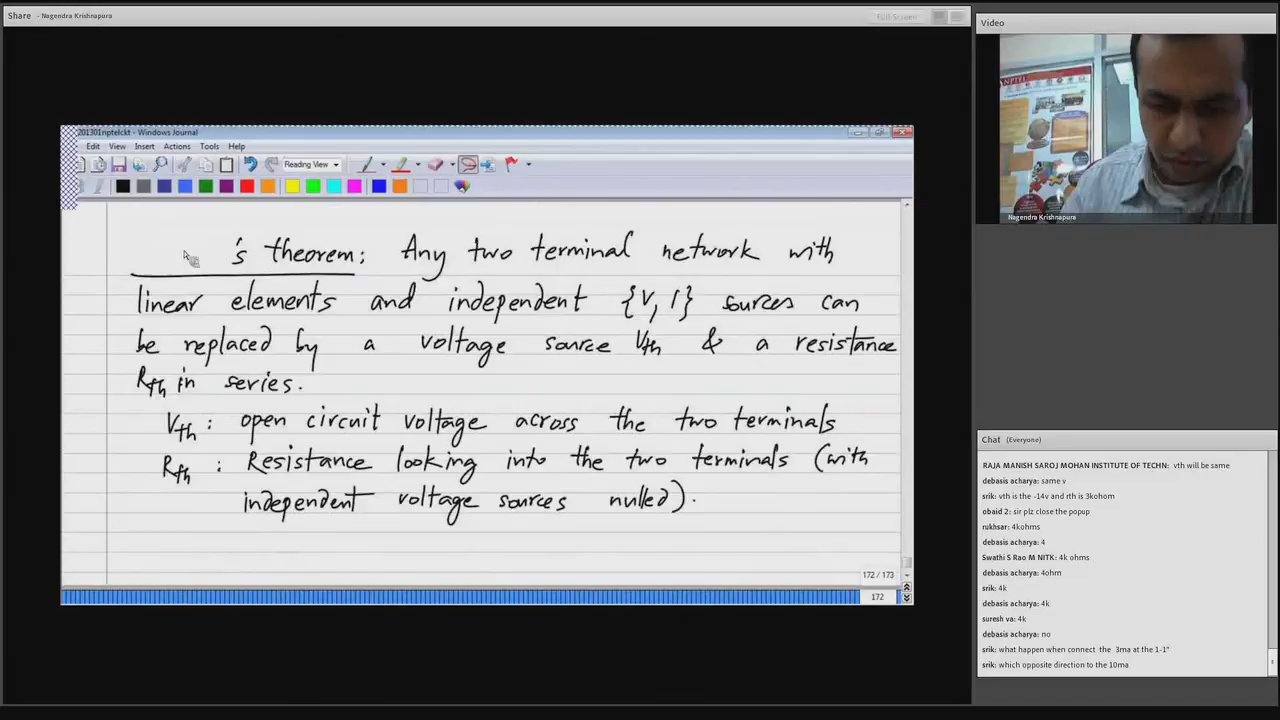 Share - Nagendra Krishnapura
Full Screen
Video
NPTEL
Nagendra Krishnapura
201301nptelckt - Windows Journal
Edit View Insert Actions Tools Help
Reading View
's theorem: Any two terminal network with
linear elements and independent {V, I} sources can
be replaced by a voltage source Vth & a resistance
Rth in series.
Vth: open circuit voltage across the two terminals
Rth : Resistance looking into the two terminals (with
independent voltage sources nulled).
172 / 173
172
Chat (Everyone)
RAJA MANISH SAROJ MOHAN INSTITUTE OF TECHN: vth will be same
debasis acharya: same v
srik: vth is the -14v and rth is 3kohom
obaid 2: sir plz close the popup
rukhsar: 4kohms
debasis acharya: 4
Swathi S Rao M NITK: 4k ohms
debasis acharya: 4ohm
srik: 4k
debasis acharya: 4k
suresh va: 4k
debasis acharya: no
srik: what happen when connect the 3ma at the 1-1"
srik: which opposite direction to the 10ma